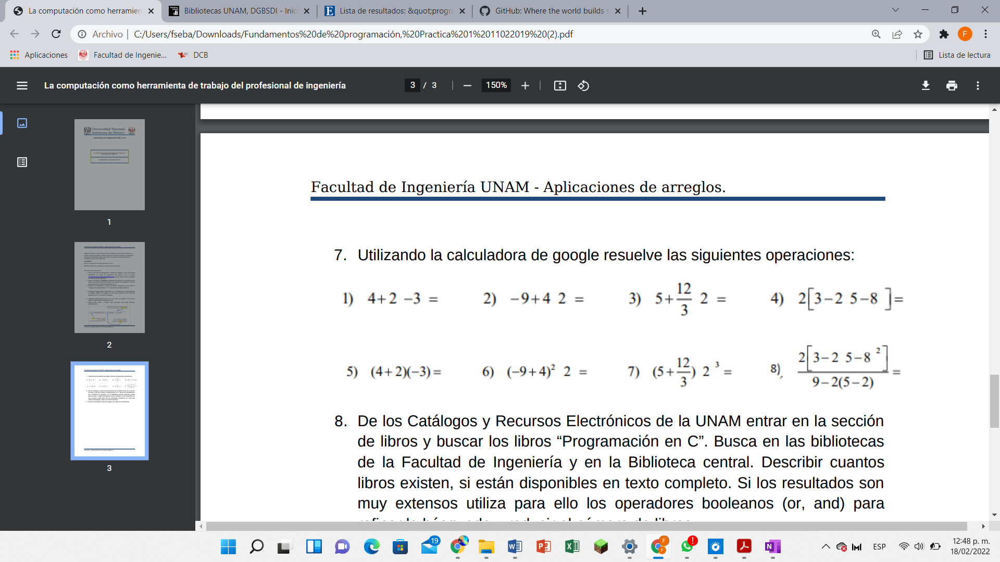 La computación como herramien
Bibliotecas UNAM, DGBSDI - Inic
Lista de resultados: &quot;progra
GitHub: Where the world builds s
Archivo | C:/Users/fseba/Downloads/Fundamentos%20de%20programación,%20Practica%201%2011022019%20(2).pdf
F
Aplicaciones
Facultad de Ingenie...
DCB
Lista de lectura
La computación como herramienta de trabajo del profesional de ingeniería
3 / 3
150%
Universidad Nacional
Autónoma de México
1
2
3
Facultad de Ingeniería UNAM - Aplicaciones de arreglos.
7. Utilizando la calculadora de google resuelve las siguientes operaciones:
1) 4+2 −3 =
2) −9+4 2 =
3) 5+12/3 2 =
4) 2[3−2 5−8 ]=
5) (4+2)(−3)=
6) (−9+4)² 2 =
7) (5+12/3) 2 ³ =
8) 2[3−2 5−8 ²]/9−2(5−2) =
8. De los Catálogos y Recursos Electrónicos de la UNAM entrar en la sección
de libros y buscar los libros “Programación en C”. Busca en las bibliotecas
de la Facultad de Ingeniería y en la Biblioteca central. Describir cuantos
libros existen, si están disponibles en texto completo. Si los resultados son
muy extensos utiliza para ello los operadores booleanos (or, and) para
19
ESP
12:48 p. m.
18/02/2022